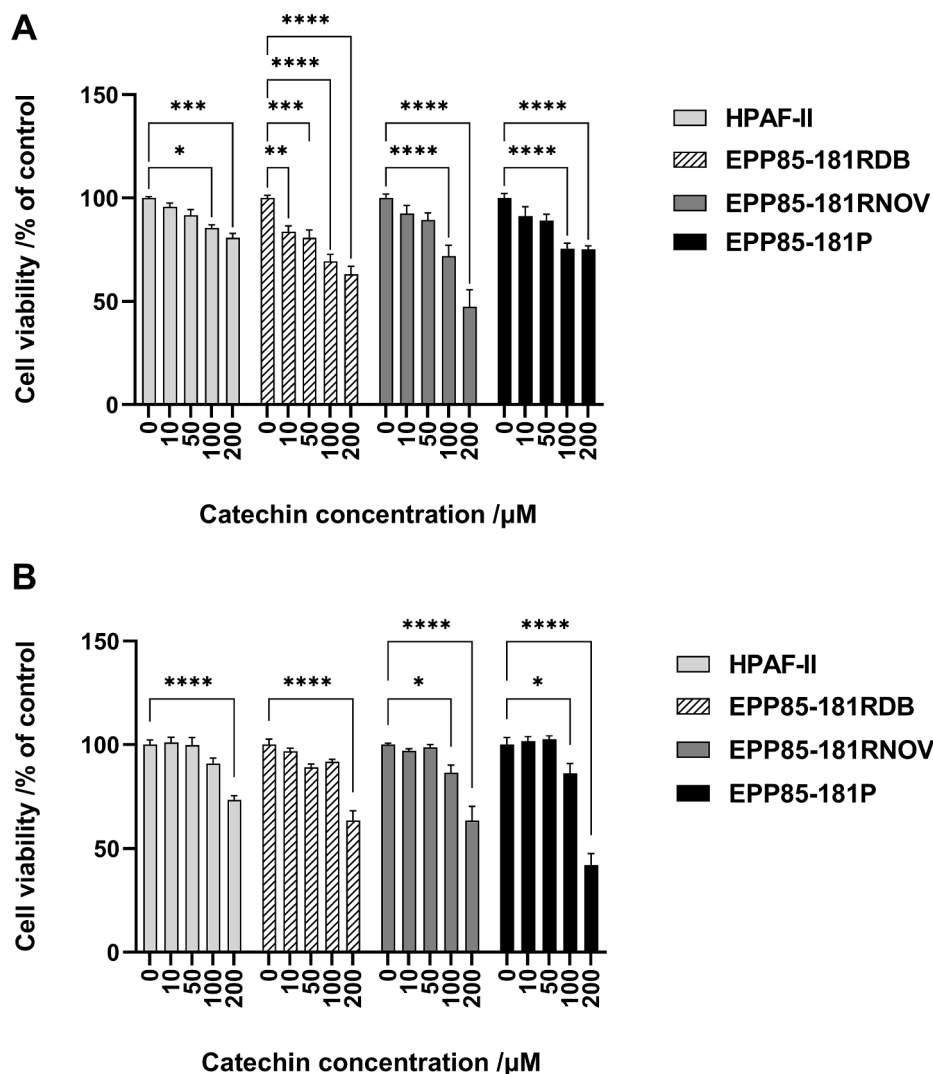 A
****
****
***
**
***
*
****
****
****
****
150
100
50
0
Cell viability /% of control
0 10 50 100 200 0 10 50 100 200 0 10 50 100 200 0 10 50 100 200
Catechin concentration /µM
HPAF-II
EPP85-181RDB
EPP85-181RNOV
EPP85-181P
B
****
****
****
*
****
*
150
100
50
0
Cell viability /% of control
0 10 50 100 200 0 10 50 100 200 0 10 50 100 200 0 10 50 100 200
Catechin concentration /µM
HPAF-II
EPP85-181RDB
EPP85-181RNOV
EPP85-181P